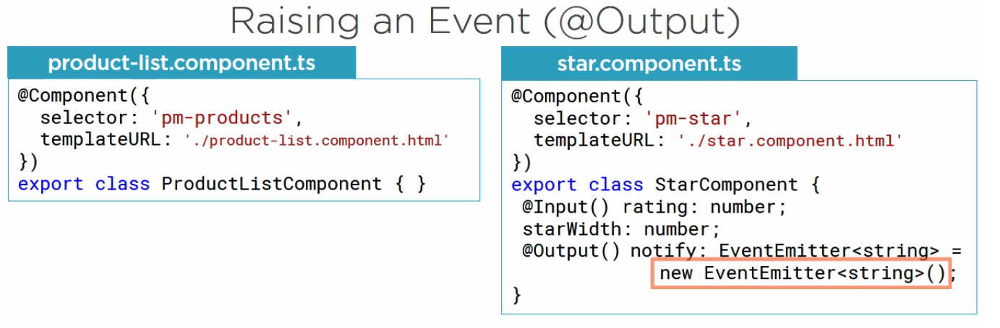 Raising an Event (@Output)
product-list.component.ts
@Component({
  selector: 'pm-products',
  templateURL: './product-list.component.html'
})
export class ProductListComponent { }
star.component.ts
@Component({
  selector: 'pm-star',
  templateURL: './star.component.html'
})
export class StarComponent {
 @Input() rating: number;
 starWidth: number;
 @Output() notify: EventEmitter<string> =
             new EventEmitter<string>();
}